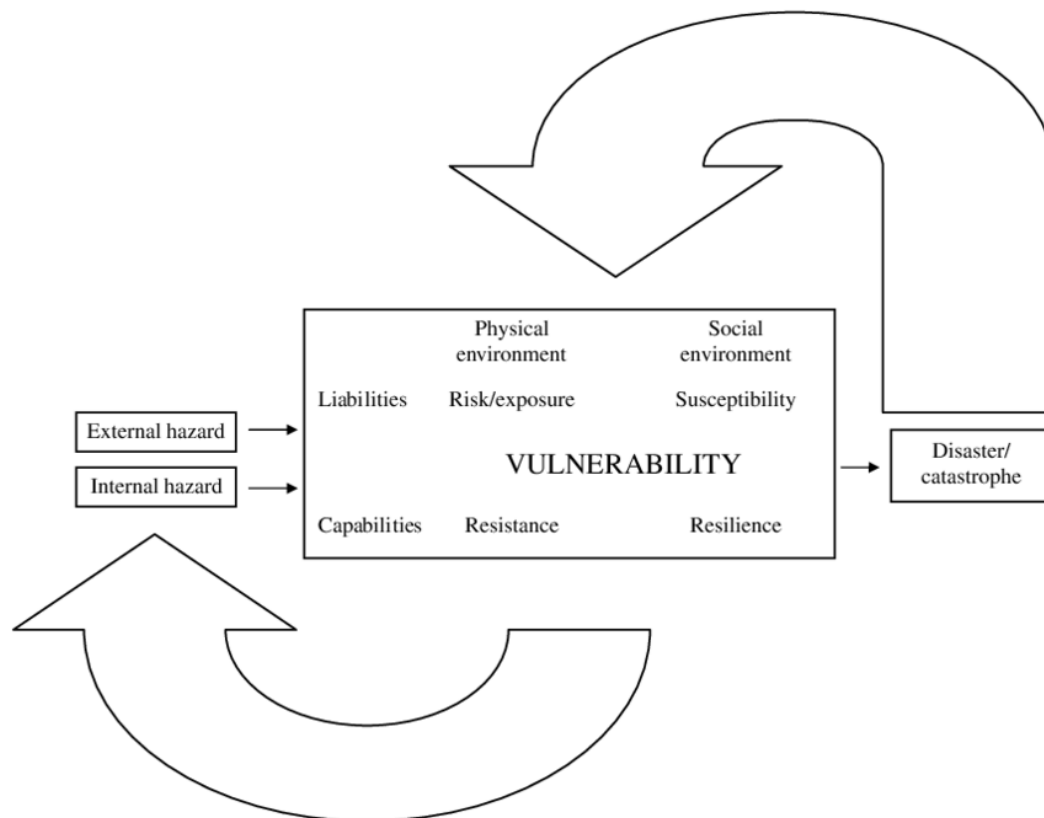 Physical
environment
Social
environment
Liabilities
Risk/exposure
Susceptibility
External hazard
Internal hazard
VULNERABILITY
Disaster/
catastrophe
Capabilities
Resistance
Resilience